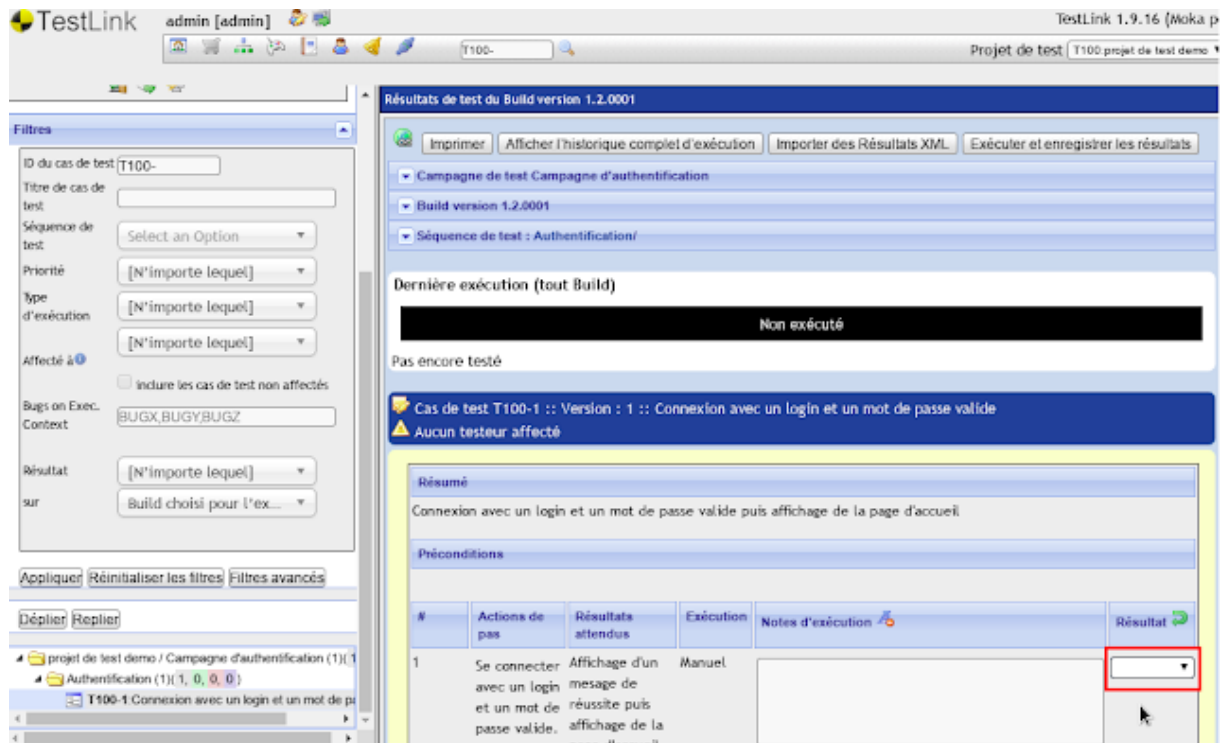 TestLink admin [admin] TestLink 1.9.16 (Moka p
T100- Projet de test T100:projet de test demo
Filtres
ID du cas de test T100-
Titre de cas de
test
Séquence de
test
Select an Option
Priorité [N'importe lequel]
Type
d'exécution
[N'importe lequel]
[N'importe lequel]
Affecté à
inclure les cas de test non affectés
Bugs on Exec.
Context
BUGX,BUGY,BUGZ
Résultat [N'importe lequel]
sur Build choisi pour l'ex...
Appliquer Réinitialiser les filtres Filtres avancés
Déplier Replier
projet de test demo / Campagne d'authentification (1)( 1
Authentification (1)( 1, 0, 0, 0 )
T100-1:Connexion avec un login et un mot de pa
Résultats de test du Build version 1.2.0001
Imprimer Afficher l'historique complet d'exécution Importer des Résultats XML Exécuter et enregistrer les résultats
Campagne de test Campagne d'authentification
Build version 1.2.0001
Séquence de test : Authentification/
Dernière exécution (tout Build)
Non exécuté
Pas encore testé
Cas de test T100-1 :: Version : 1 :: Connexion avec un login et un mot de passe valide
Aucun testeur affecté
Résumé
Connexion avec un login et un mot de passe valide puis affichage de la page d'accueil
Préconditions
# Actions de
pas
Résultats
attendus
Exécution Notes d'exécution Résultat
1 Se connecter
avec un login
et un mot de
passe valide.
Affichage d'un
mesage de
réussite puis
affichage de la
Manuel